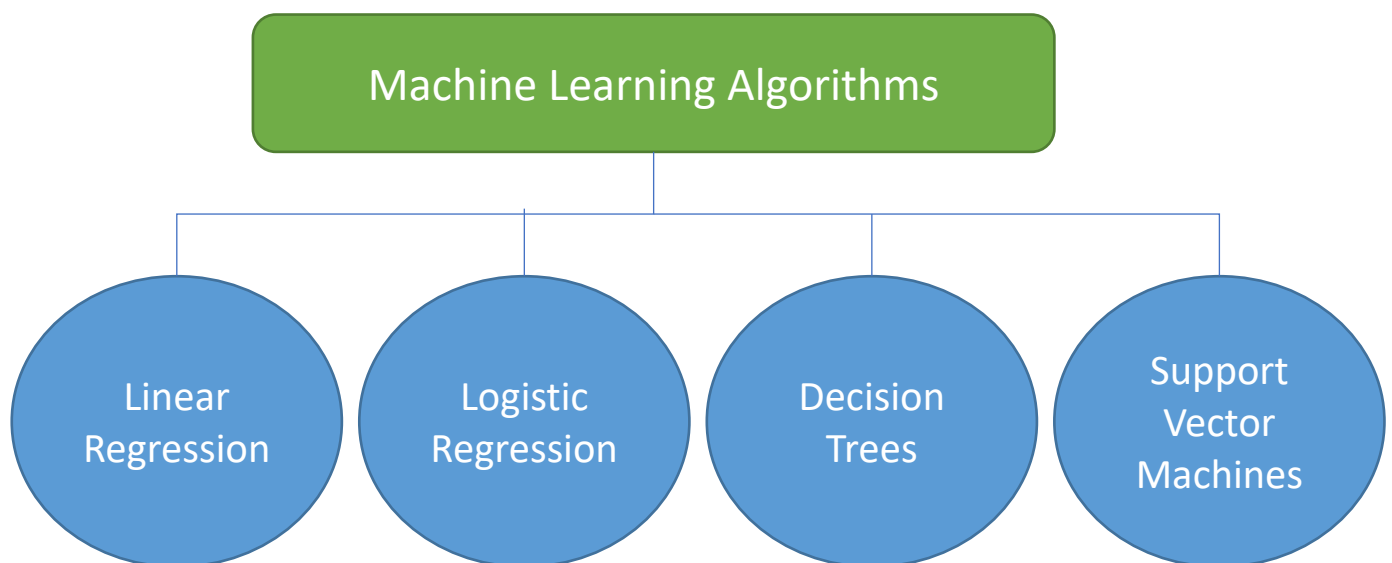 Machine Learning Algorithms
Linear
Regression
Logistic
Regression
Decision
Trees
Support
Vector
Machines